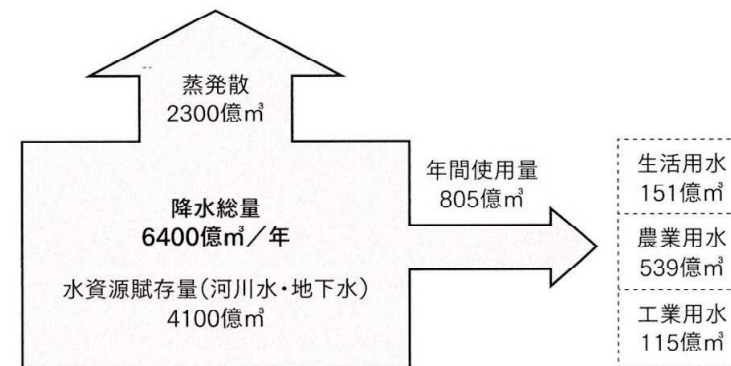 蒸発散
2300億㎥
降水総量
6400億㎥／年
水資源賦存量（河川水・地下水）
4100億㎥
年間使用量
805億㎥
生活用水
151億㎥
農業用水
539億㎥
工業用水
115億㎥